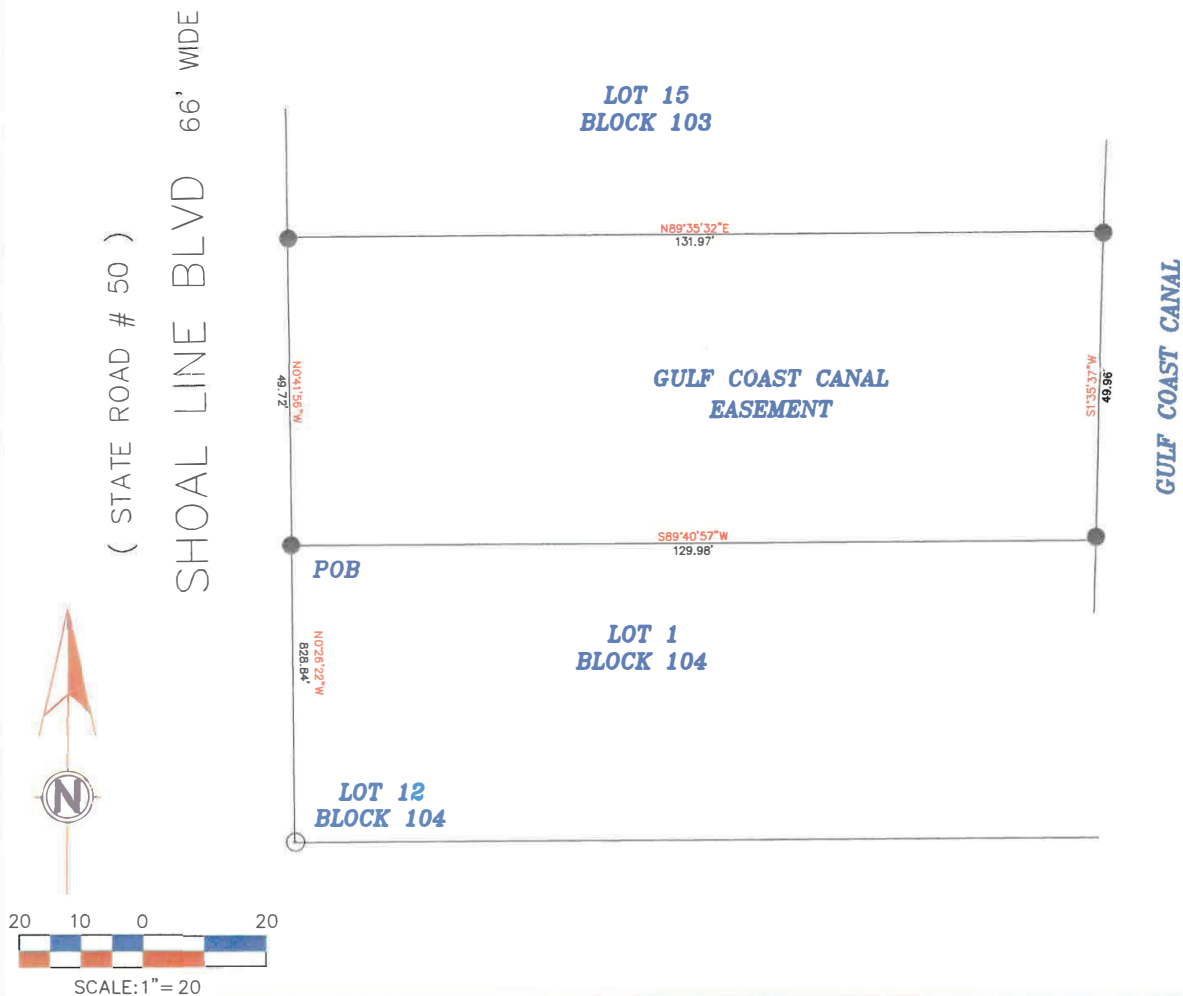 SHOAL LINE BLVD 66' WIDE
( STATE ROAD # 50 )
LOT 15
BLOCK 103
N89°35'32"E
131.97'
GULF COAST CANAL
EASEMENT
N0°41'56"W
49.72'
S1°35'37"W
49.96'
GULF COAST CANAL
S89°40'57"W
129.98'
POB
LOT 1
BLOCK 104
N0°26'22"W
828.84'
LOT 12
BLOCK 104
N
20 10 0 20
SCALE:1"=20